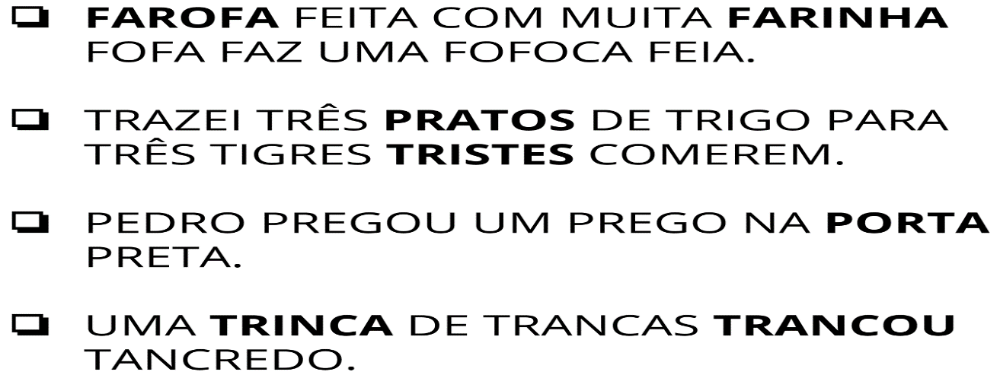 ❏ FAROFA FEITA COM MUITA FARINHA
FOFA FAZ UMA FOFOCA FEIA.
❏ TRAZEI TRÊS PRATOS DE TRIGO PARA
TRÊS TIGRES TRISTES COMEREM.
❏ PEDRO PREGOU UM PREGO NA PORTA
PRETA.
❏ UMA TRINCA DE TRANCAS TRANCOU
TANCREDO.